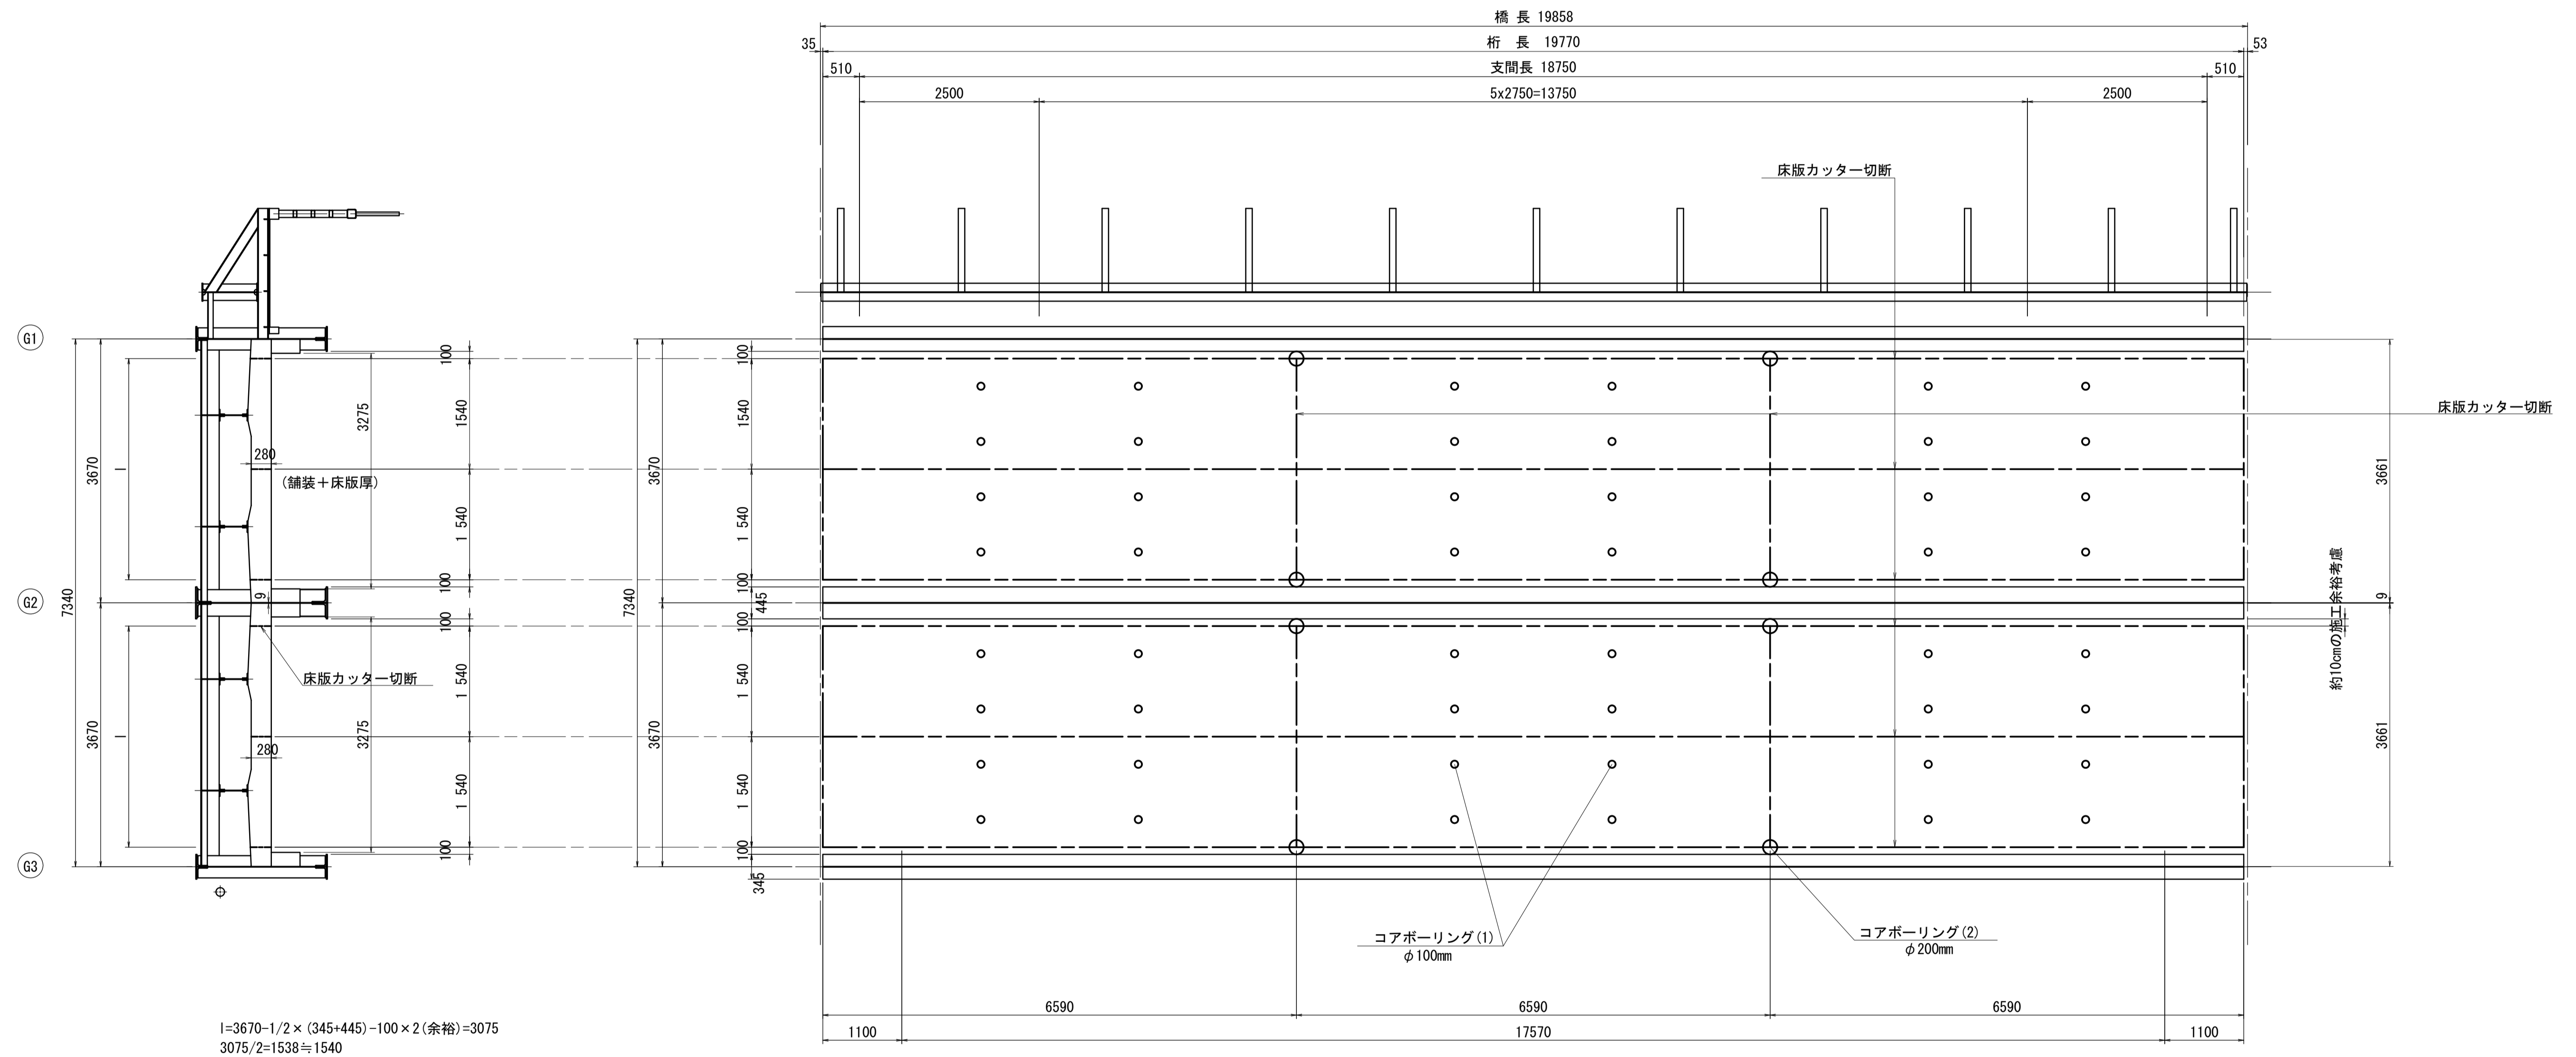 橋 長 19858
35
桁 長 19770
53
510
支間長 18750
510
2500
5x2750=13750
2500
床版カッター切断
G1
100
100
3275
1540
1540
床版カッター切断
3670
280
3670
3661
(舗装＋床版厚)
1 540
1 540
約10cmの施工余裕考慮
100
100
G2
7340
9
7340
445
9
100
100
床版カッター切断
1 540
1 540
3670
3275
3670
3661
280
1 540
1 540
100
100
G3
345
コアボーリング(1)
φ100mm
コアボーリング(2)
φ200mm
6590
6590
6590
l=3670-1/2×(345+445)-100×2(余裕)=3075
1100
17570
1100
3075/2=1538≒1540
l
l